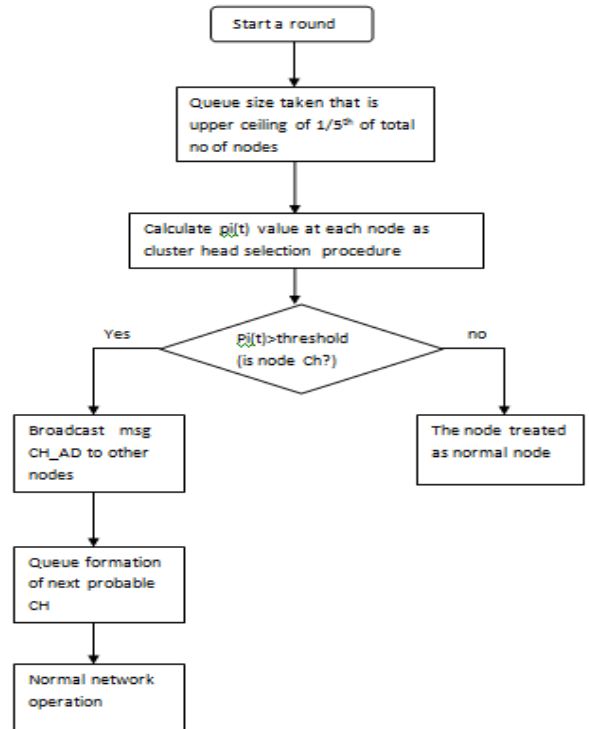 Start a round
Queue size taken that is
upper ceiling of 1/5th of total
no of nodes
Calculate pi(t) value at each node as
cluster head selection procedure
Pi(t)>threshold
(is node Ch?)
Yes
no
Broadcast msg
CH_AD to other
nodes
The node treated
as normal node
Queue formation
of next probable
CH
Normal network
operation